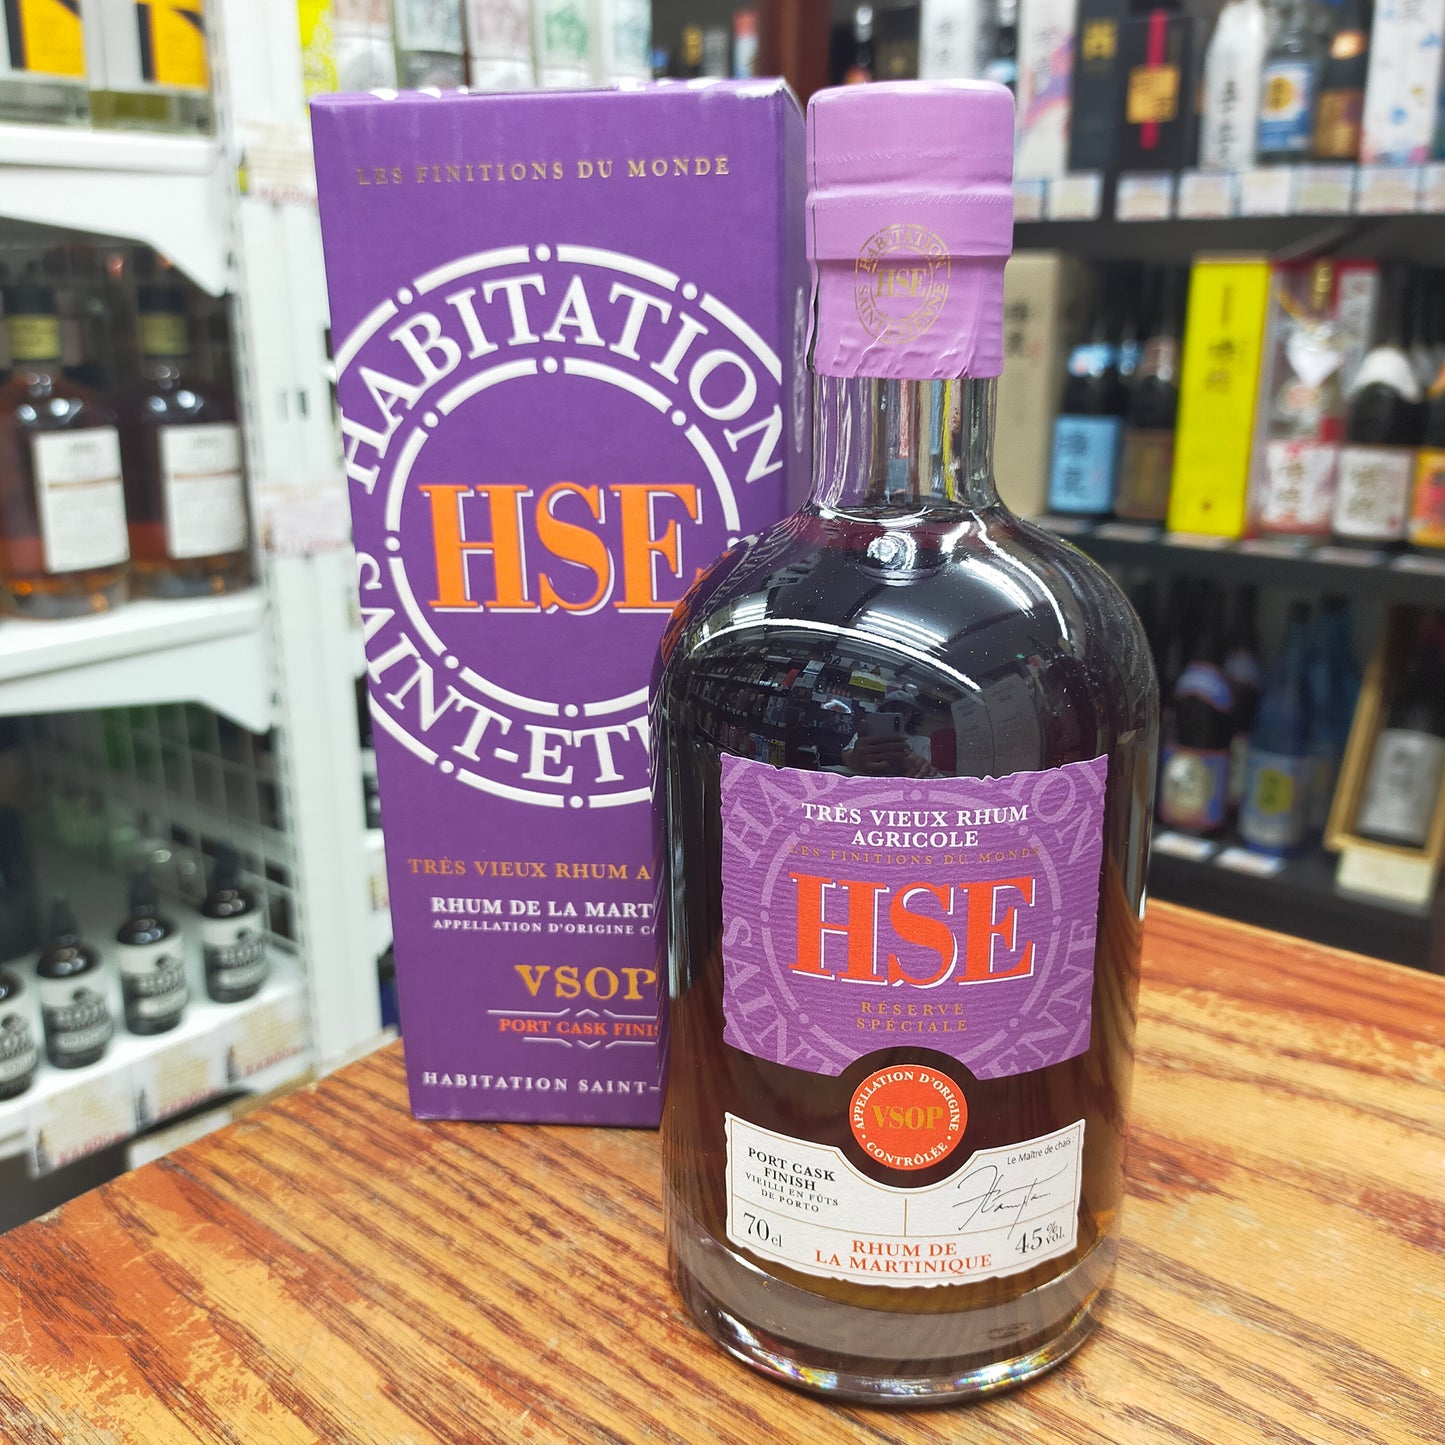 LES FINITIONS DU MONDE
HABITATION
HSE
SAINT-ETI
TRÈS VIEUX RHUM A
RHUM DE LA MART
APPELLATION D'ORIGINE CO
VSOP
PORT CASK FINIS
HABITATION SAINT-
HABITATION
HSE
SAINT-ETIENNE
TRÈS VIEUX RHUM
AGRICOLE
LES FINITIONS DU MONDE
HSE
RÉSERVE
SPÉCIALE
APPELLATION D'ORIGINE
VSOP
CONTRÔLÉE
PORT CASK
FINISH
VIEILLI EN FÛTS
DE PORTO
Le Maître de chais :
70cl
45% vol.
RHUM DE
LA MARTINIQUE